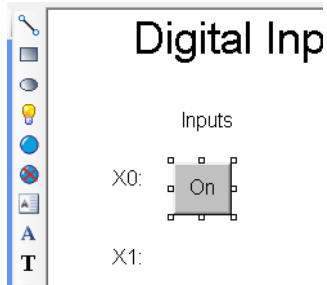 Digital Inp
Inputs
X0:
On
X1:
A
A
T